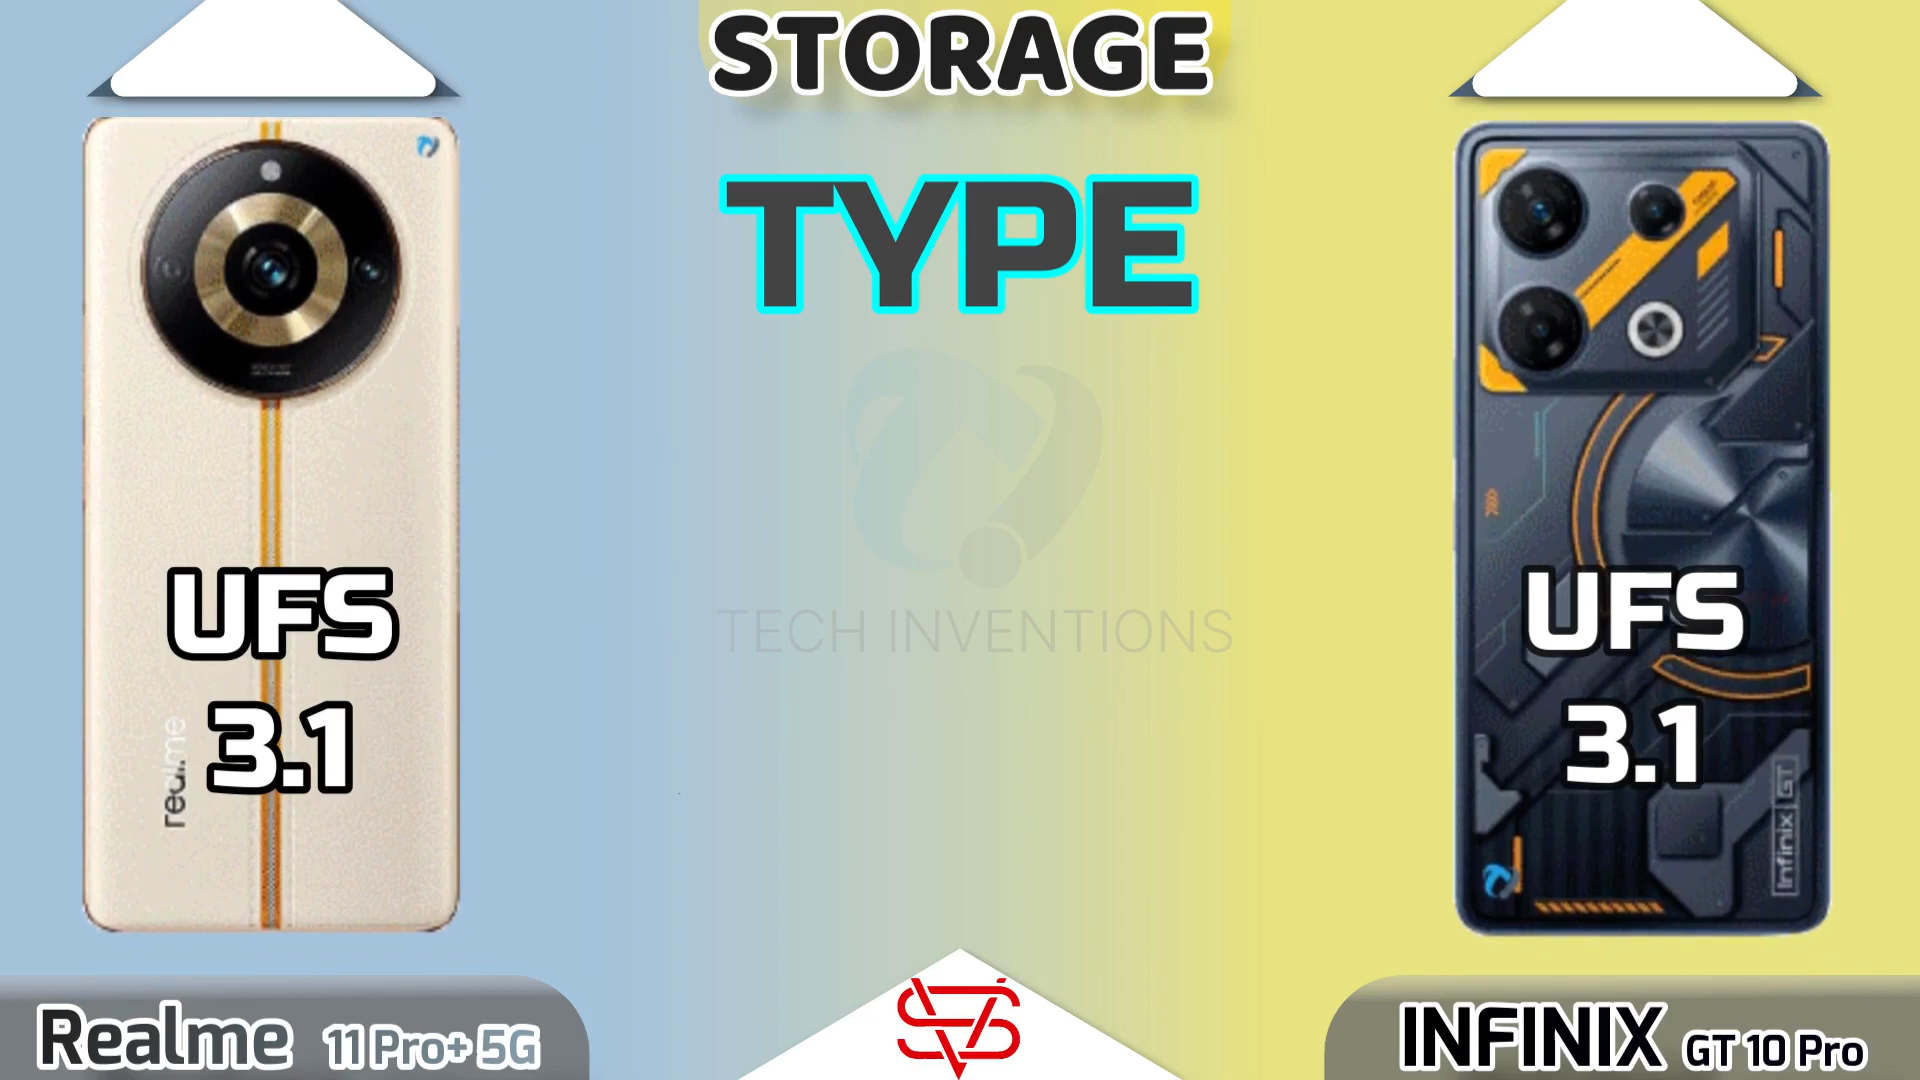 STORAGE
TYPE
TECH INVENTIONS
UFS
3.1
realme
UFS
3.1
Infinix GT
VS
Realme 11 Pro+ 5G
INFINIX GT 10 Pro